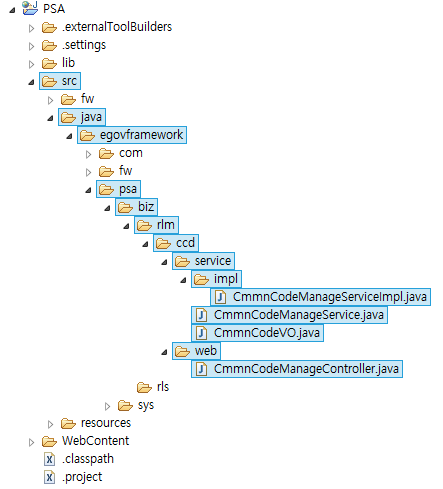 PSA
.externalToolBuilders
.settings
lib
src
fw
java
egovframework
com
fw
psa
biz
rlm
ccd
service
impl
CmmnCodeManageServiceImpl.java
CmmnCodeManageService.java
CmmnCodeVO.java
web
CmmnCodeManageController.java
rls
sys
resources
WebContent
.classpath
.project